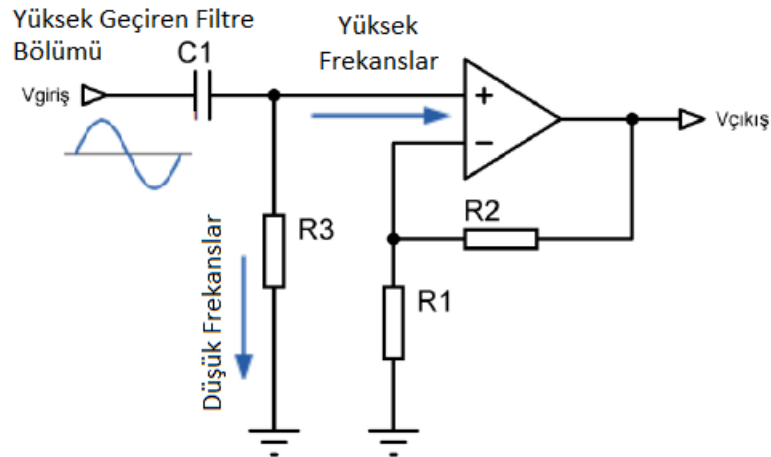 Yüksek Geçiren Filtre
Bölümü
C1
Yüksek
Frekanslar
Vgiriş
+
−
Vçıkış
R2
R3
R1
Düşük Frekanslar